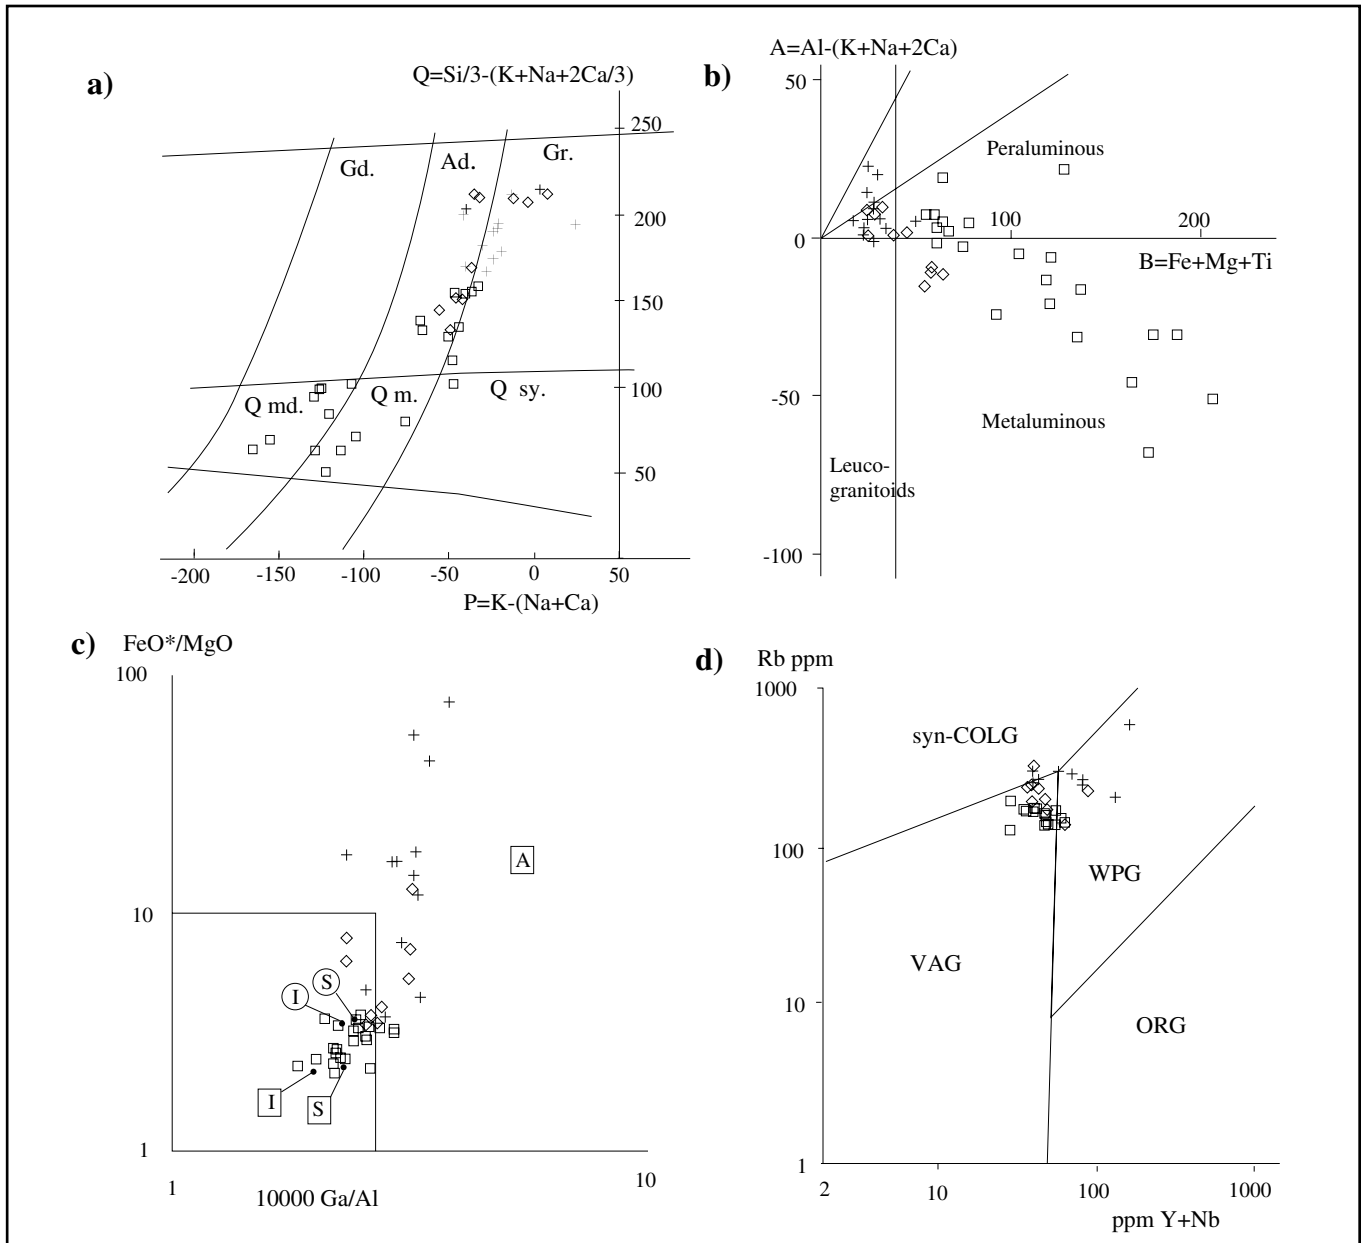 a)
Q=Si/3-(K+Na+2Ca/3)
250
Gd.
Ad.
Gr.
200
150
100
Q md.
Q m.
Q sy.
50
-200
-150
-100
-50
0
50
P=K-(Na+Ca)
b)
A=Al-(K+Na+2Ca)
50
Peraluminous
100
200
0
B=Fe+Mg+Ti
-50
Metaluminous
Leuco-
granitoids
-100
c)
FeO*/MgO
100
A
10
I
S
I
S
1
1
10000 Ga/Al
10
d)
Rb ppm
1000
syn-COLG
100
WPG
VAG
10
ORG
1
2
10
100
1000
ppm Y+Nb